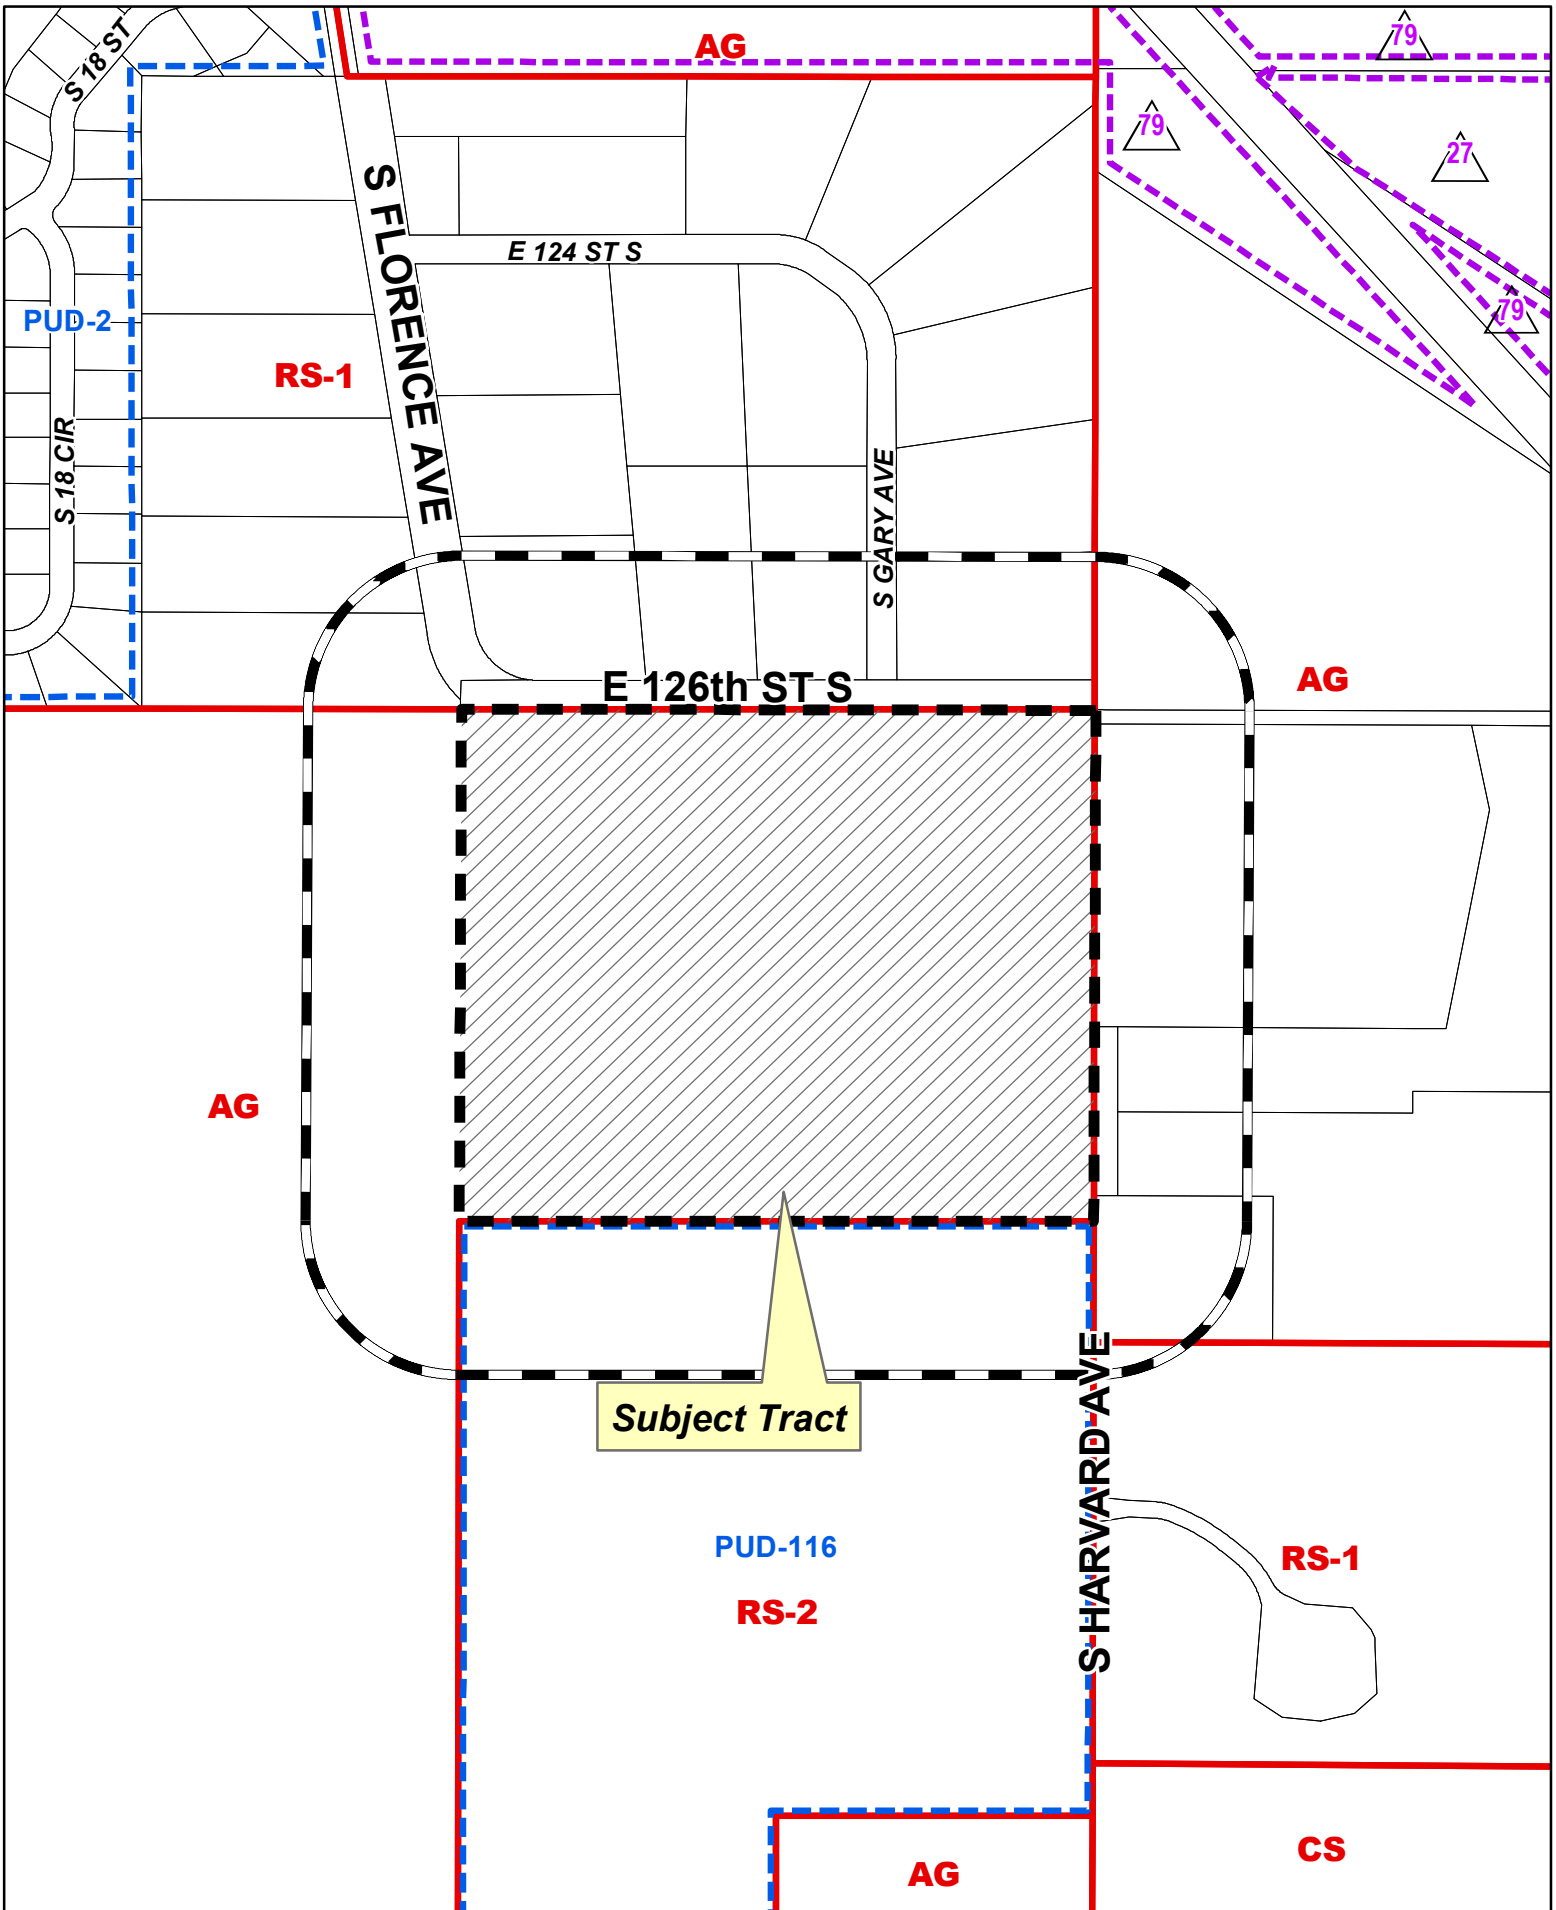 S 18 ST
AG
79
79
27
S FLORENCE AVE
E 124 ST S
PUD-2
79
RS-1
S 18 CIR
S GARY AVE
E 126th ST S
AG
AG
Subject Tract
S HARVARD AVE
PUD-116
RS-1
RS-2
CS
AG